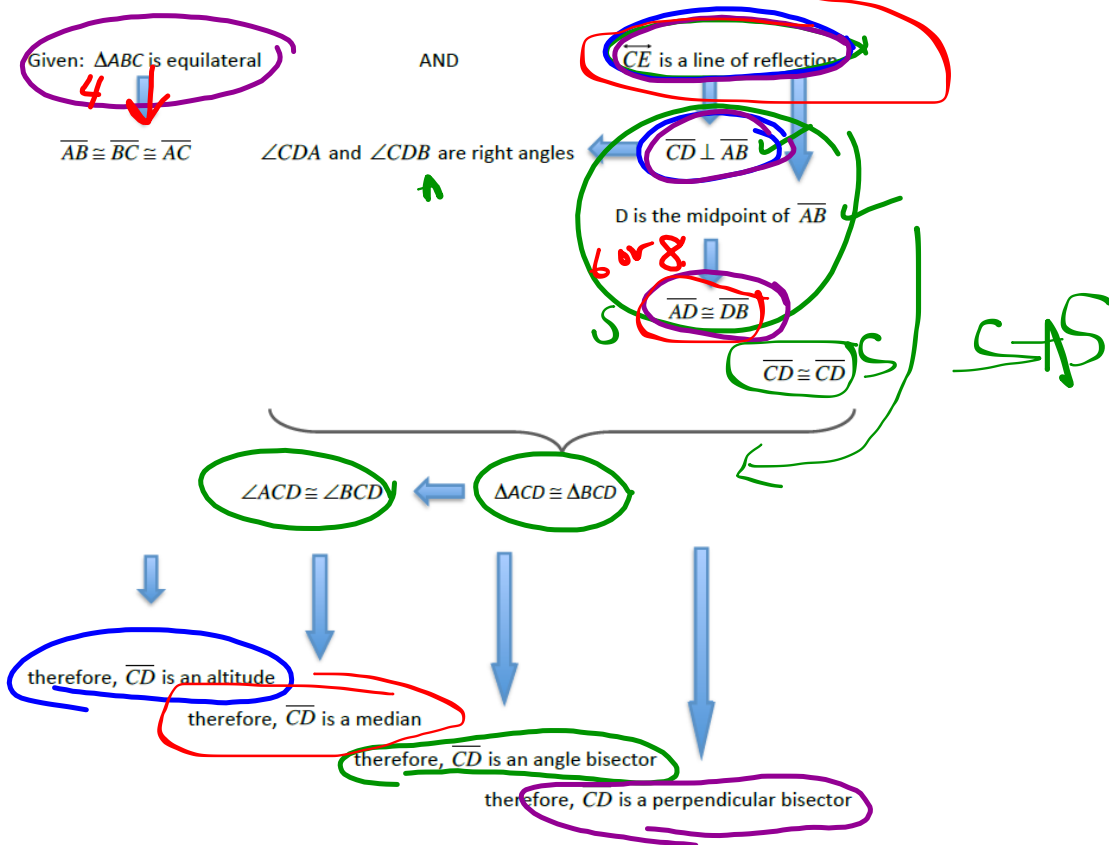 Given: ΔABC is equilateral AND CE is a line of reflection
4
AB ≅ BC ≅ AC ∠CDA and ∠CDB are right angles CD ⊥ AB
D is the midpoint of AB
6 or 8
AD ≅ DB
S
CD ≅ CD S SAS
∠ACD ≅ ∠BCD ΔACD ≅ ΔBCD
therefore, CD is an altitude
therefore, CD is a median
therefore, CD is an angle bisector
therefore, CD is a perpendicular bisector